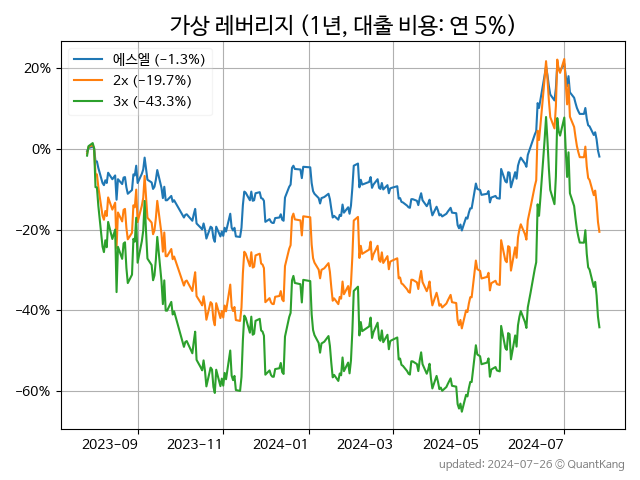 가상 레버리지 (1년, 대출 비용: 연 5%)
에스엘 (−1.3%)
2x (−19.7%)
3x (−43.3%)
20%
0%
−20%
−40%
−60%
2023−09
2023−11
2024−01
2024−03
2024−05
2024−07
updated: 2024-07-26 © QuantKang